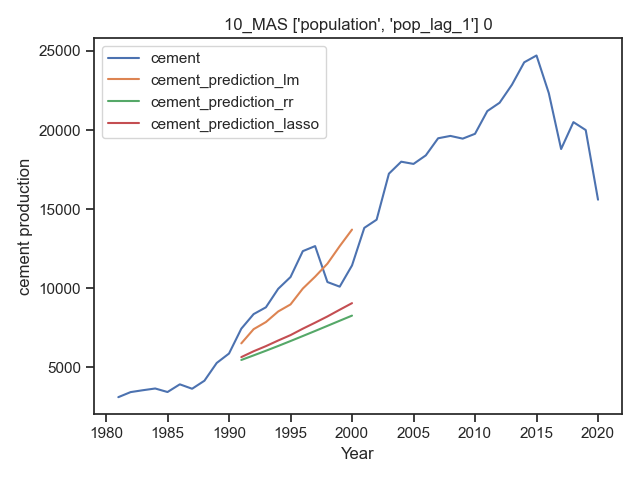 10_MAS ['population', 'pop_lag_1'] 0
cement
cement_prediction_lm
cement_prediction_rr
cement_prediction_lasso
25000
20000
15000
10000
5000
cement production
1980
1985
1990
1995
2000
2005
2010
2015
2020
Year